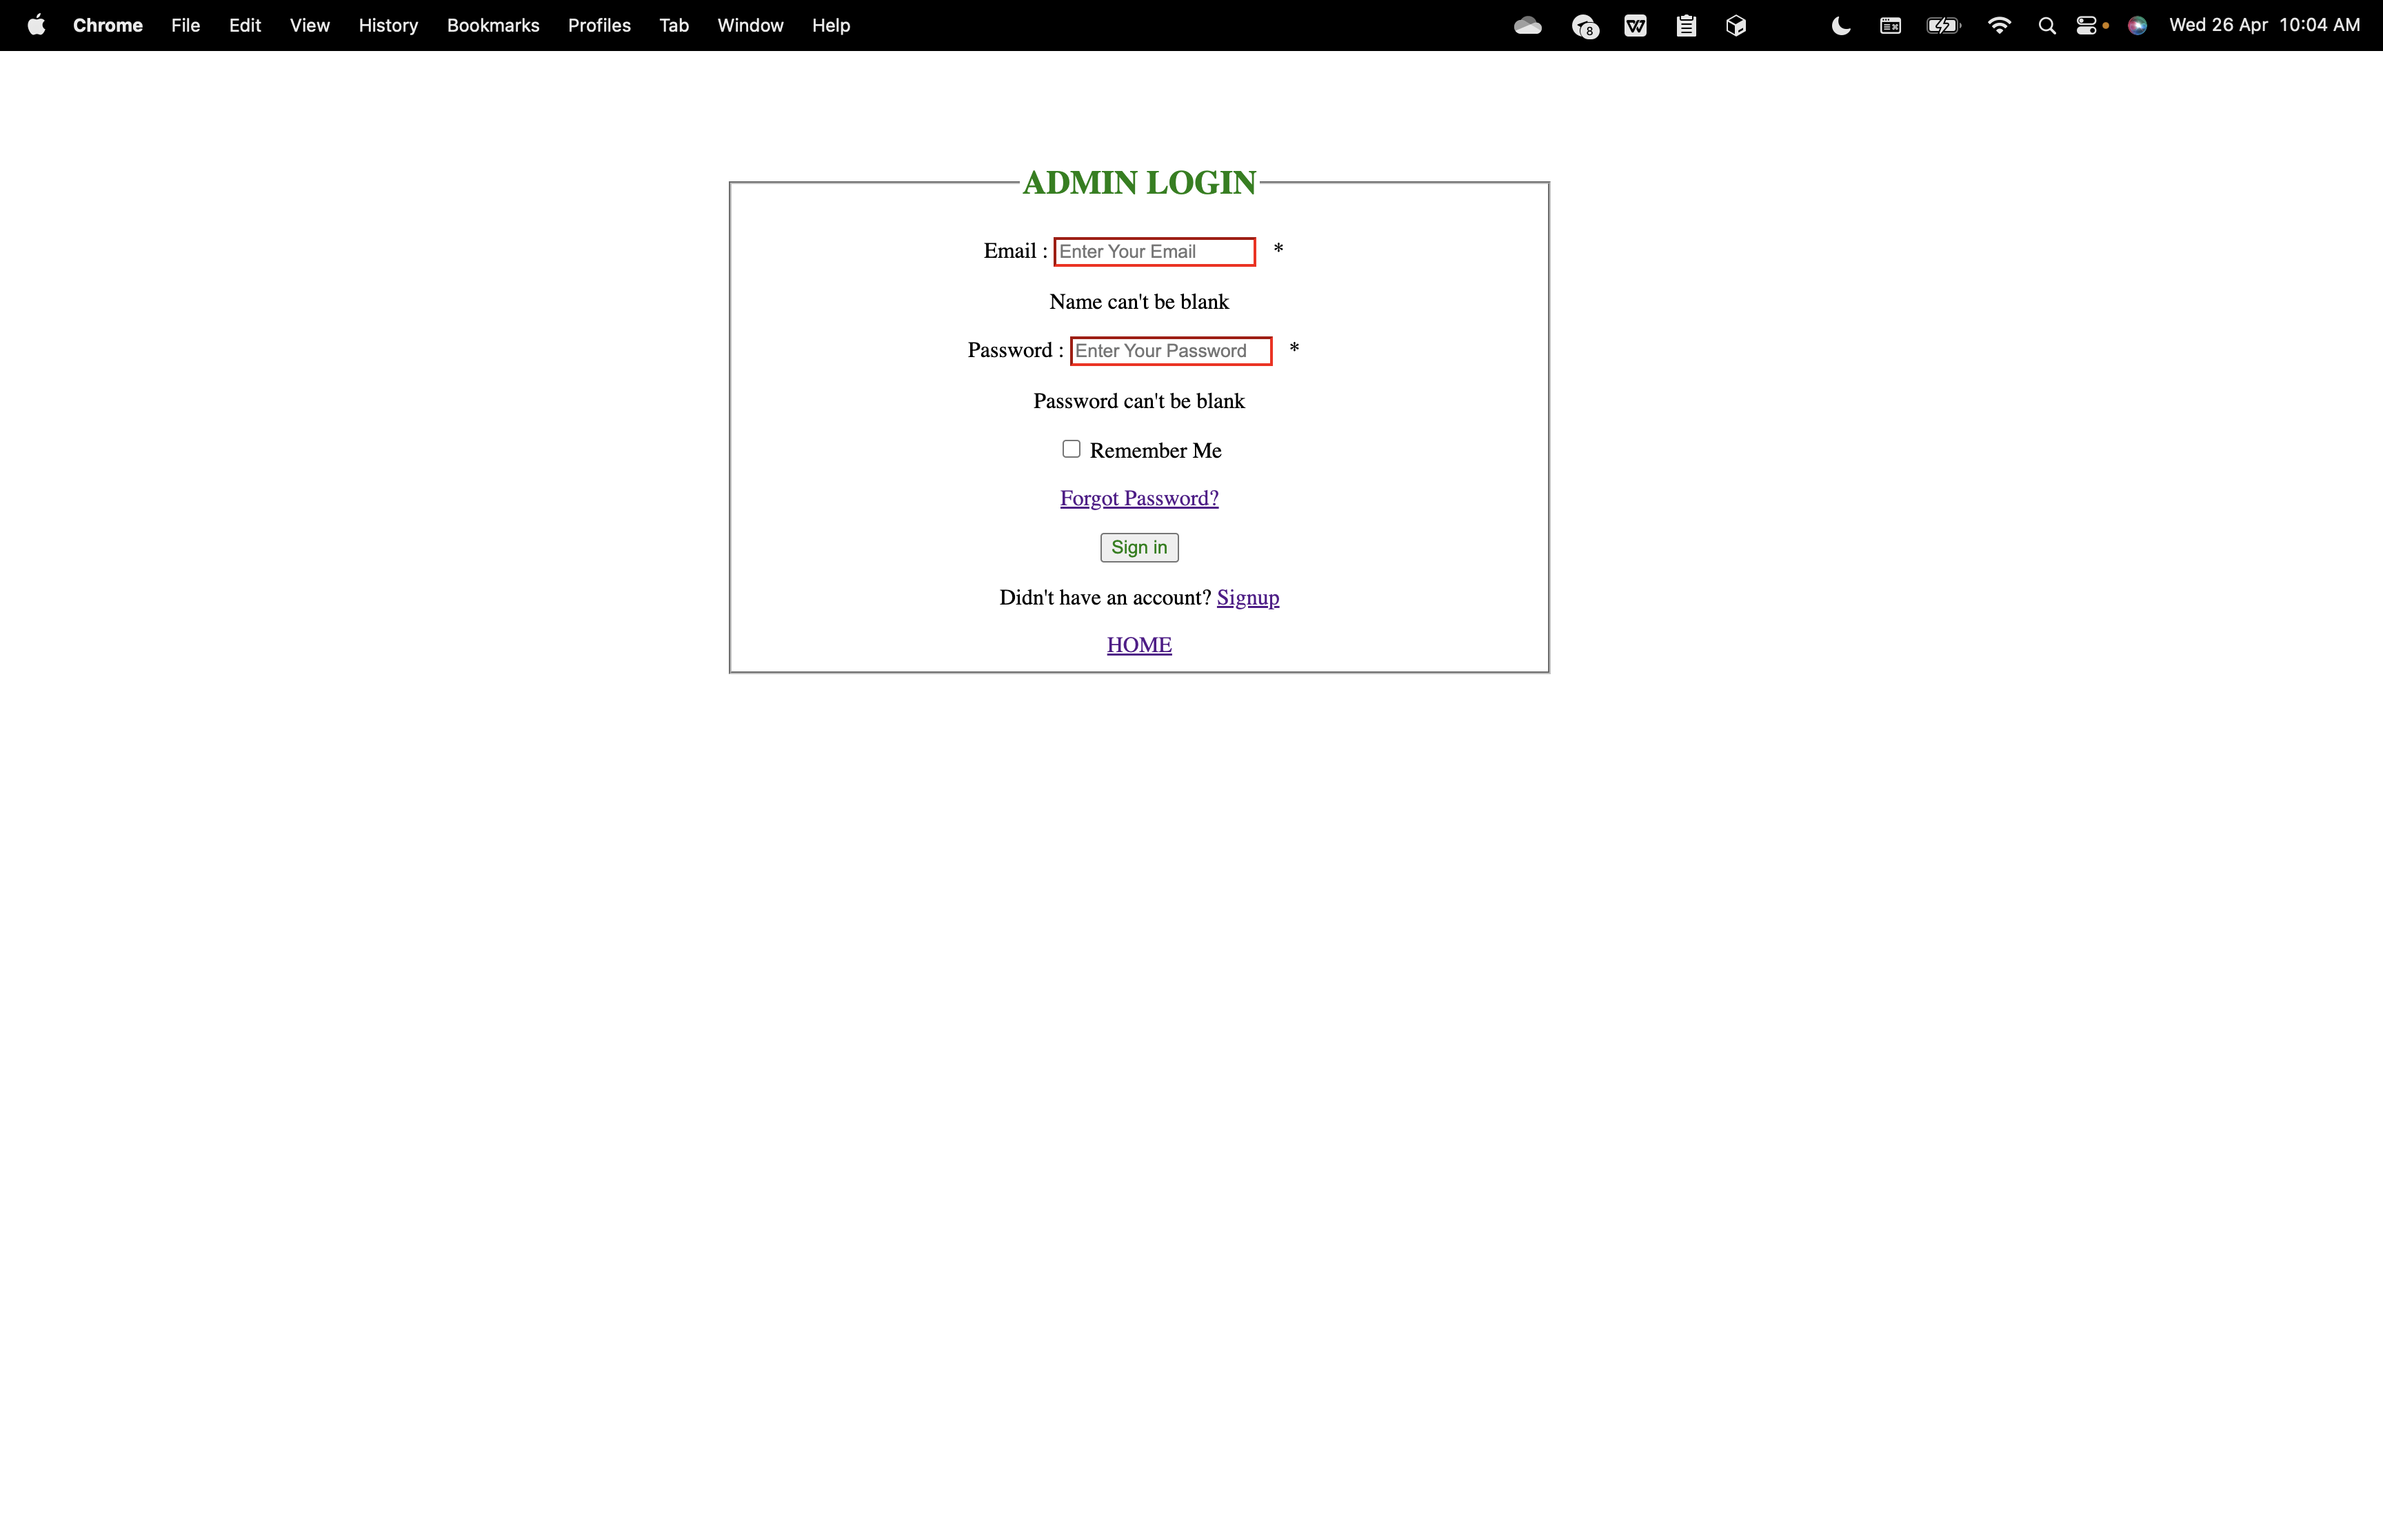 Chrome File Edit View History Bookmarks Profiles Tab Window Help 8 W Wed 26 Apr 10:04 AM
ADMIN LOGIN
Email : Enter Your Email *
Name can't be blank
Password : Enter Your Password *
Password can't be blank
Remember Me
Forgot Password?
Sign in
Didn't have an account? Signup
HOME